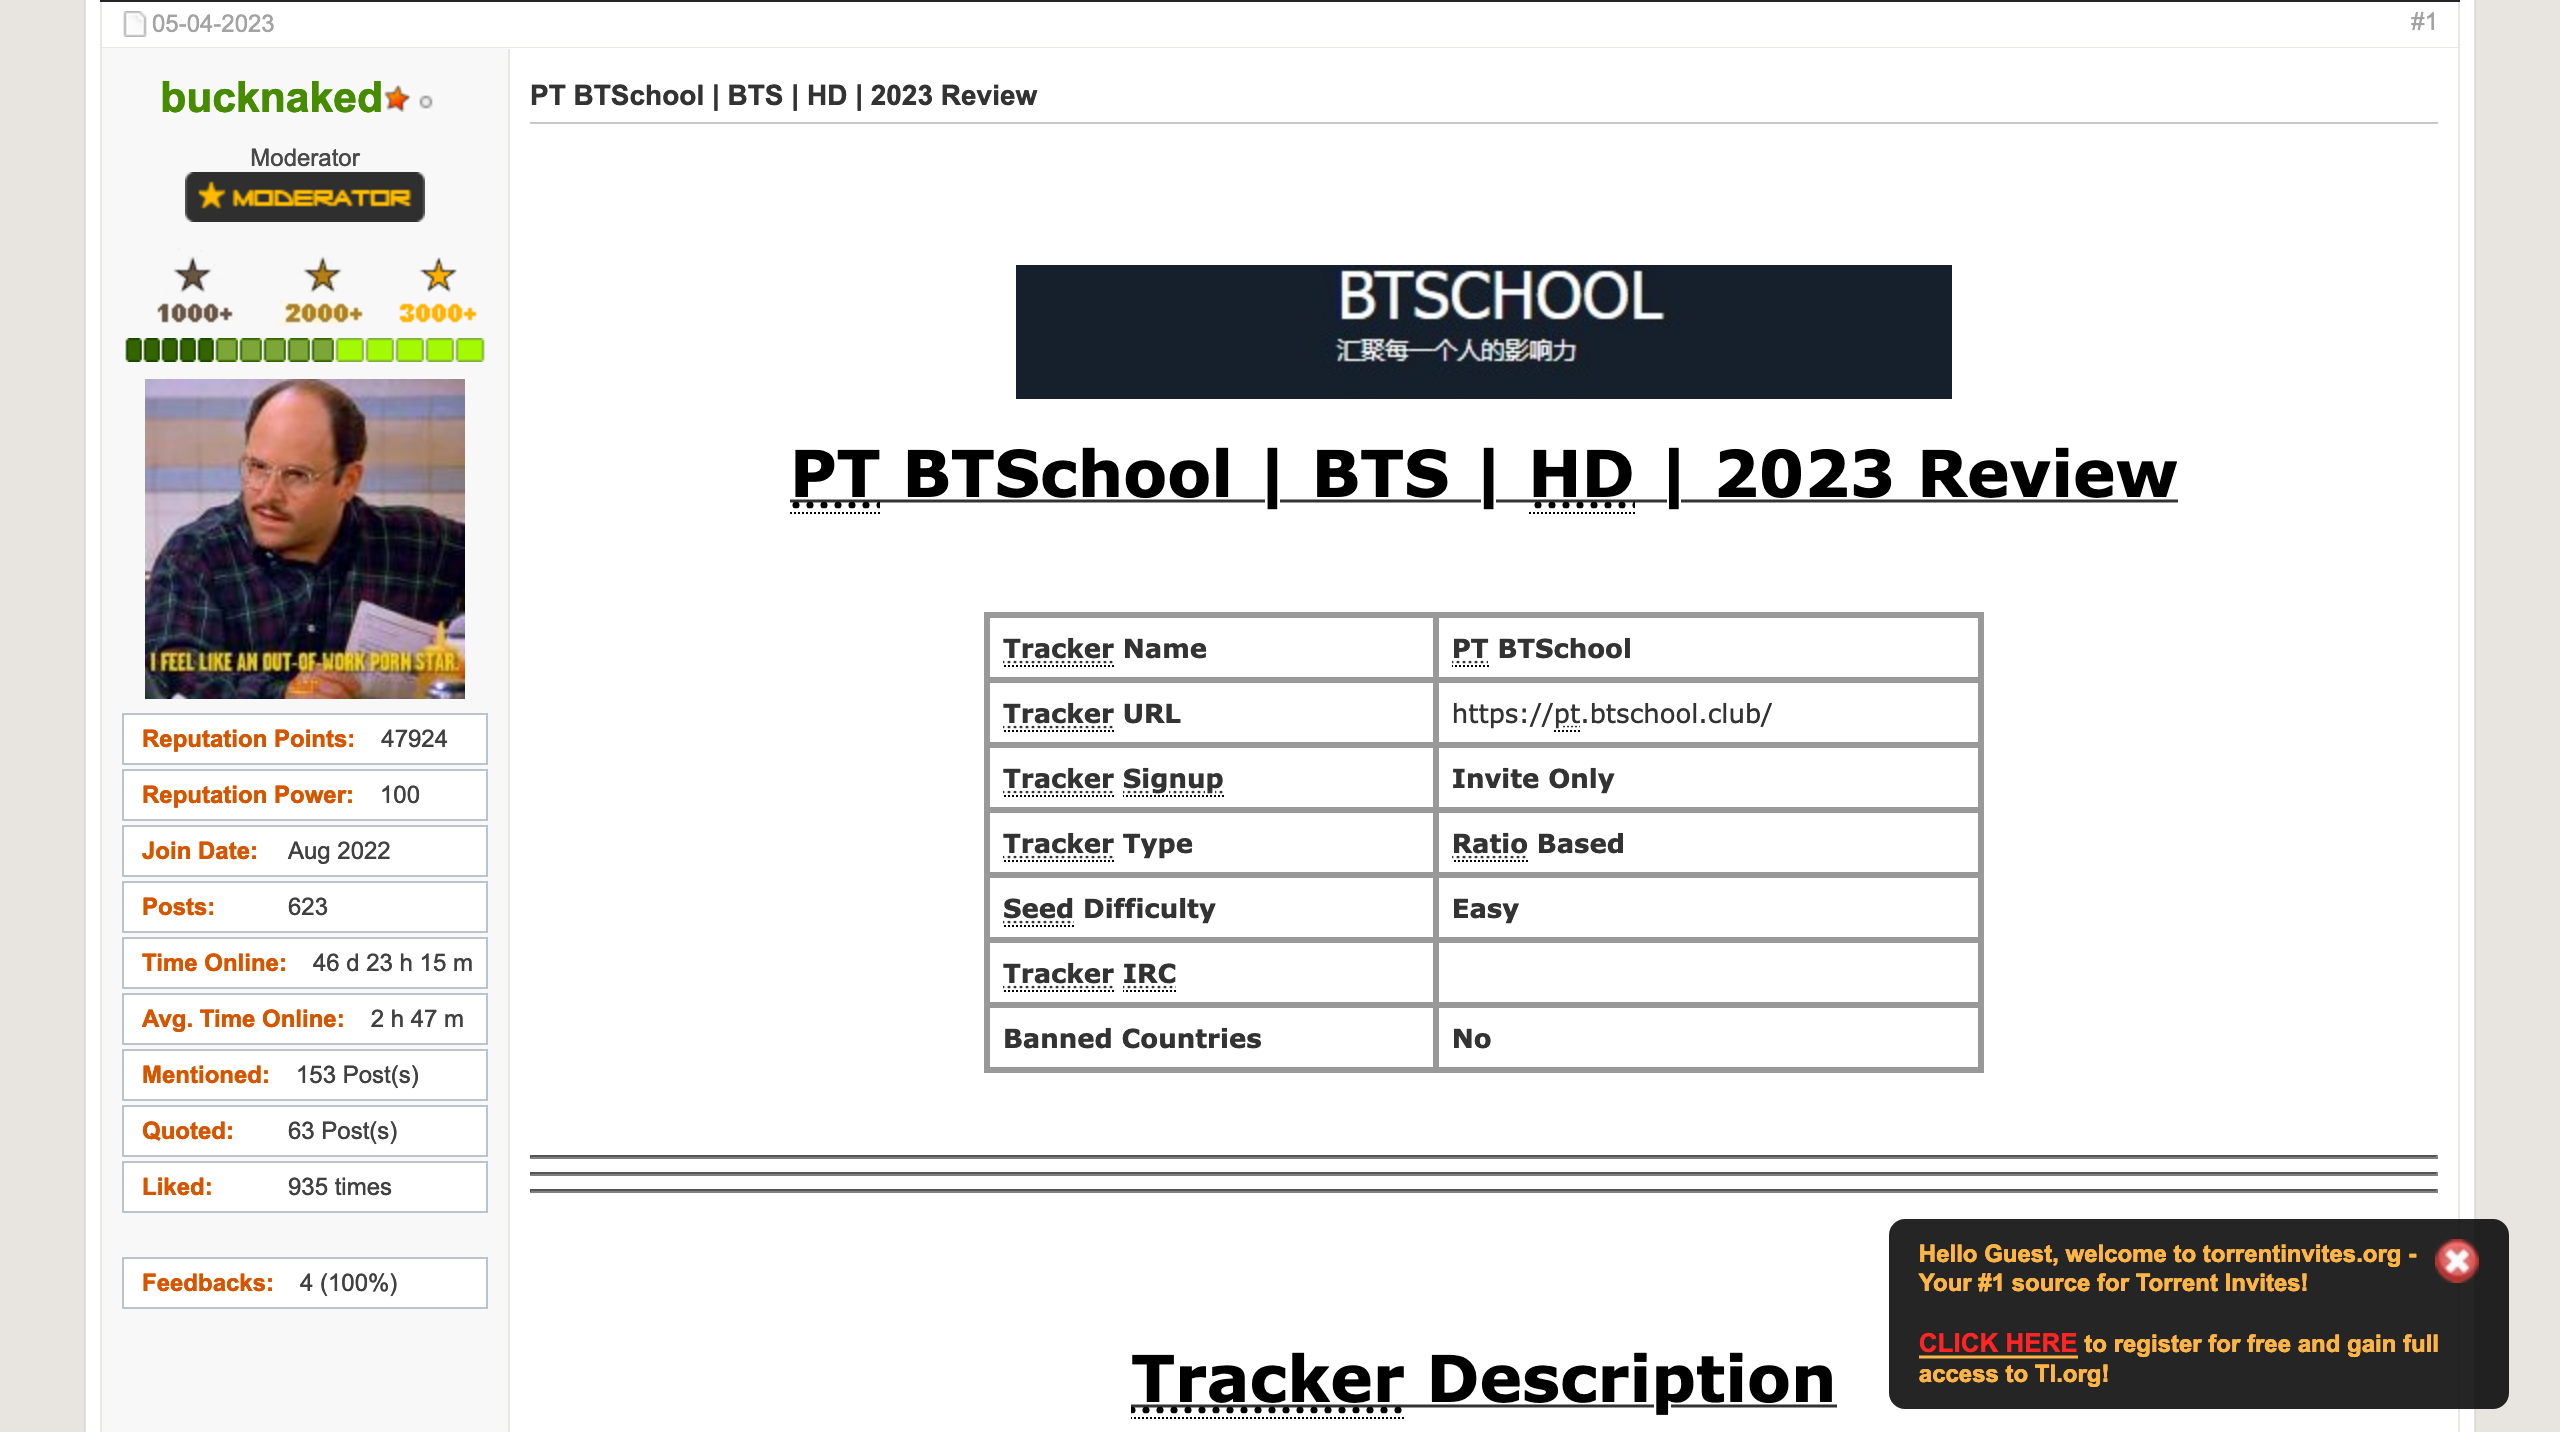 05-04-2023
#1
bucknaked
Moderator
MODERATOR
1000+ 2000+ 3000+
I FEEL LIKE AN OUT-OF-WORK PORN STAR.
Reputation Points: 47924
Reputation Power: 100
Join Date: Aug 2022
Posts: 623
Time Online: 46 d 23 h 15 m
Avg. Time Online: 2 h 47 m
Mentioned: 153 Post(s)
Quoted: 63 Post(s)
Liked: 935 times
Feedbacks: 4 (100%)
PT BTSchool | BTS | HD | 2023 Review
BTSCHOOL
汇聚每一个人的影响力
PT BTSchool | BTS | HD | 2023 Review
Tracker Name PT BTSchool
Tracker URL https://pt.btschool.club/
Tracker Signup Invite Only
Tracker Type Ratio Based
Seed Difficulty Easy
Tracker IRC
Banned Countries No
Tracker Description
Hello Guest, welcome to torrentinvites.org -
Your #1 source for Torrent Invites!
CLICK HERE to register for free and gain full
access to TI.org!